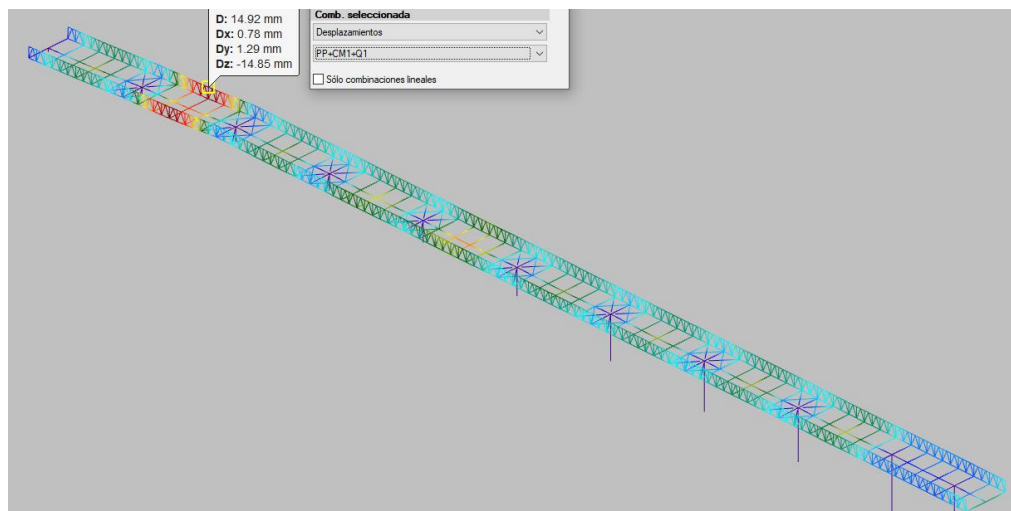 D: 14.92 mm
Dx: 0.78 mm
Dy: 1.29 mm
Dz: -14.85 mm
Comb. seleccionada
Desplazamientos
PP+CM1+Q1
Sólo combinaciones lineales